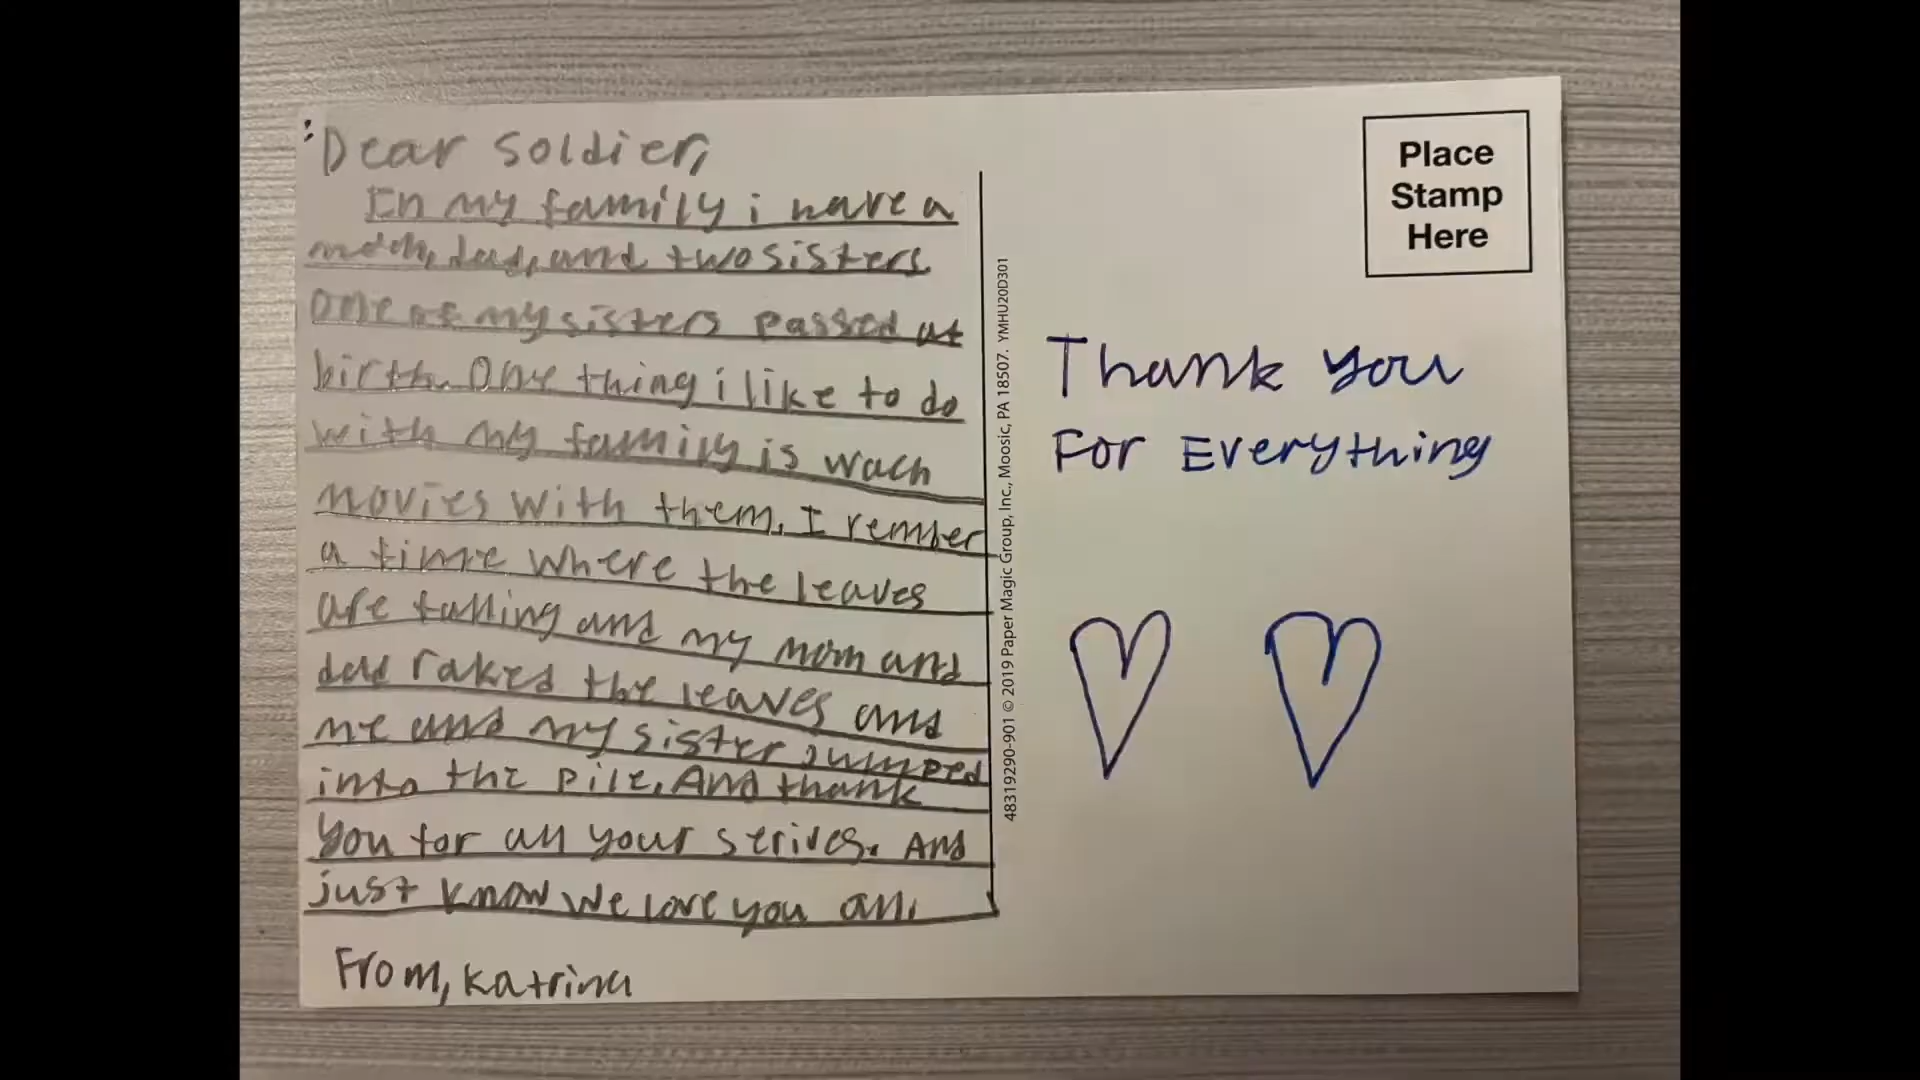 Dear Soldier,
In my family i have a
mom, dad, and two sisters.
One of my sisters passed at
birth. One thing i like to do
with my family is wach
movies with them. I rember
a time where the leaves
are falling and my mom and
dad raked the leaves and
me and my sister jumped
into the pile. And thank
you for all your serives. And
just know we love you all.
From, Katrina
48319290-901 © 2019 Paper Magic Group, Inc., Moosic, PA 18507. YMHU20D301
Place
Stamp
Here
Thank you
For Everything